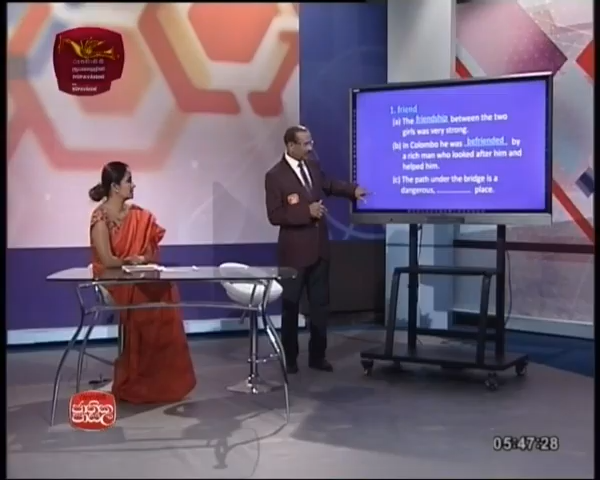 1. friend
(a) The friendship between the two
girls was very strong.
(b) In Colombo he was befriended by
a rich man who looked after him and
helped him.
(c) The path under the bridge is a
dangerous, .............. place.
ජාතික
පාසල
05:47:28